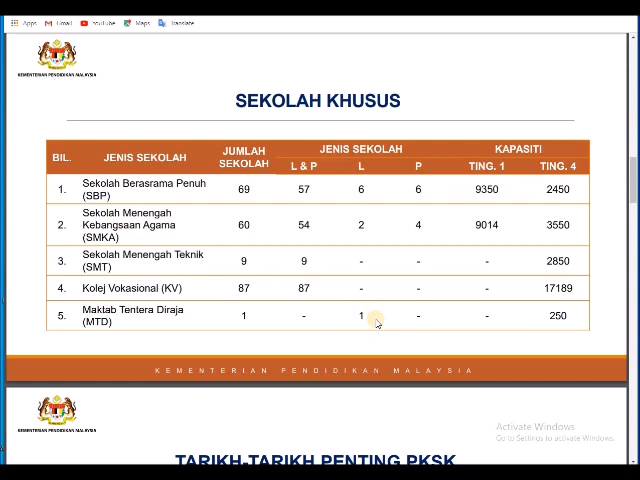 Apps Gmail YouTube Maps Translate
KEMENTERIAN PENDIDIKAN MALAYSIA
SEKOLAH KHUSUS
BIL. JENIS SEKOLAH JUMLAH SEKOLAH JENIS SEKOLAH KAPASITI
L & P L P TING. 1 TING. 4
1. Sekolah Berasrama Penuh (SBP) 69 57 6 6 9350 2450
2. Sekolah Menengah Kebangsaan Agama (SMKA) 60 54 2 4 9014 3550
3. Sekolah Menengah Teknik (SMT) 9 9 - - - 2850
4. Kolej Vokasional (KV) 87 87 - - - 17189
5. Maktab Tentera Diraja (MTD) 1 - 1 - - 250
KEMENTERIAN PENDIDIKAN MALAYSIA
KEMENTERIAN PENDIDIKAN MALAYSIA
Activate Windows
Go to Settings to activate Windows.
TARIKH-TARIKH PENTING PKSK